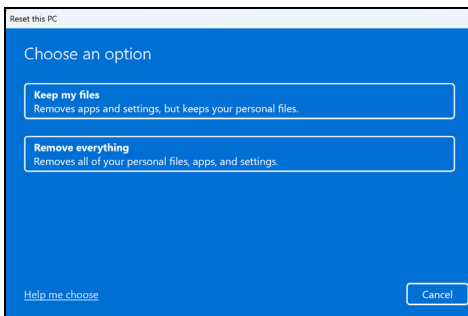 Reset this PC
Choose an option
Keep my files
Removes apps and settings, but keeps your personal files.
Remove everything
Removes all of your personal files, apps, and settings.
Help me choose
Cancel